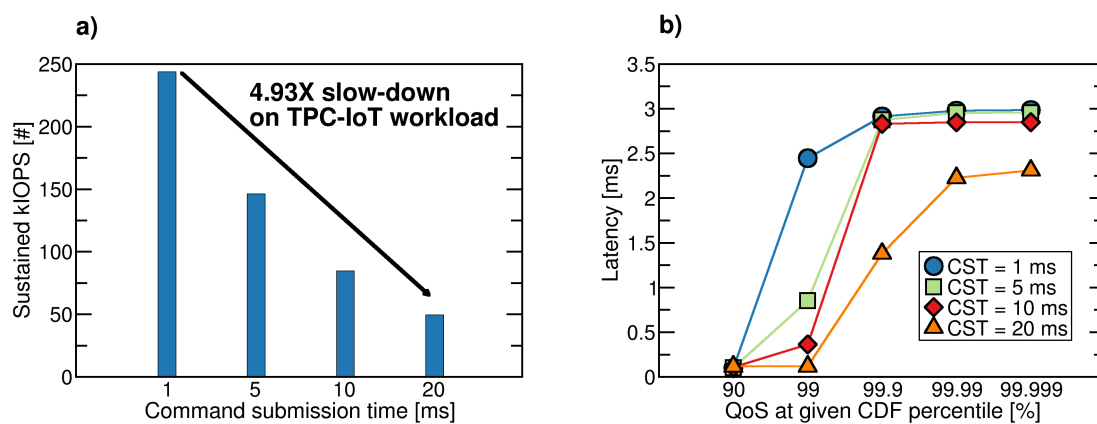 a)
Sustained kIOPS [#]
250
200
150
100
50
0
4.93X slow-down
on TPC-IoT workload
1 5 10 20
Command submission time [ms]
b)
Latency [ms]
3.5
3
2.5
2
1.5
1
0.5
0
CST = 1 ms
CST = 5 ms
CST = 10 ms
CST = 20 ms
90 99 99.9 99.99 99.999
QoS at given CDF percentile [%]